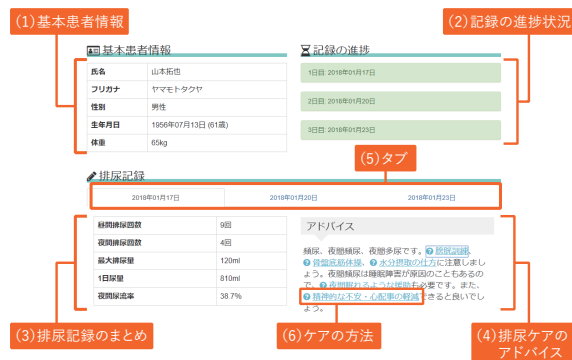 (1)基本患者情報
(2)記録の進捗状況
基本患者情報
記録の進捗
氏名 山本拓也
フリガナ ヤマモトタクヤ
性別 男性
生年月日 1956年07月13日 (61歳)
体重 65kg
1日目: 2018年01月17日
2日目: 2018年01月20日
3日目: 2018年01月23日
(5)タブ
排尿記録
2018年01月17日 2018年01月20日 2018年01月23日
昼間排尿回数 9回
夜間排尿回数 4回
最大排尿量 120ml
1日尿量 810ml
夜間尿流率 38.7%
アドバイス
頻尿、夜間頻尿、夜間多尿です。膀胱訓練、
骨盤底筋体操、水分摂取の仕方に注意しまし
ょう。夜間頻尿は睡眠障害が原因のこともあるの
で、夜間眠れるような援助も必要です。また、
精神的な不安・心配事の軽減できると良いでし
ょう。
(3)排尿記録のまとめ
(6)ケアの方法
(4)排尿ケアの
アドバイス